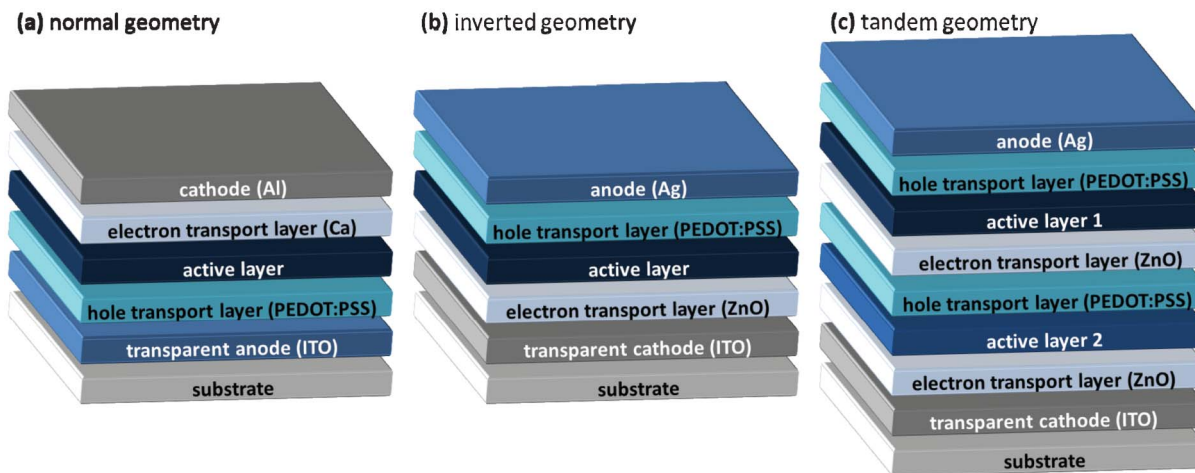 (a) normal geometry
cathode (Al)
electron transport layer (Ca)
active layer
hole transport layer (PEDOT:PSS)
transparent anode (ITO)
substrate
(b) inverted geometry
anode (Ag)
hole transport layer (PEDOT:PSS)
active layer
electron transport layer (ZnO)
transparent cathode (ITO)
substrate
(c) tandem geometry
anode (Ag)
hole transport layer (PEDOT:PSS)
active layer 1
electron transport layer (ZnO)
hole transport layer (PEDOT:PSS)
active layer 2
electron transport layer (ZnO)
transparent cathode (ITO)
substrate